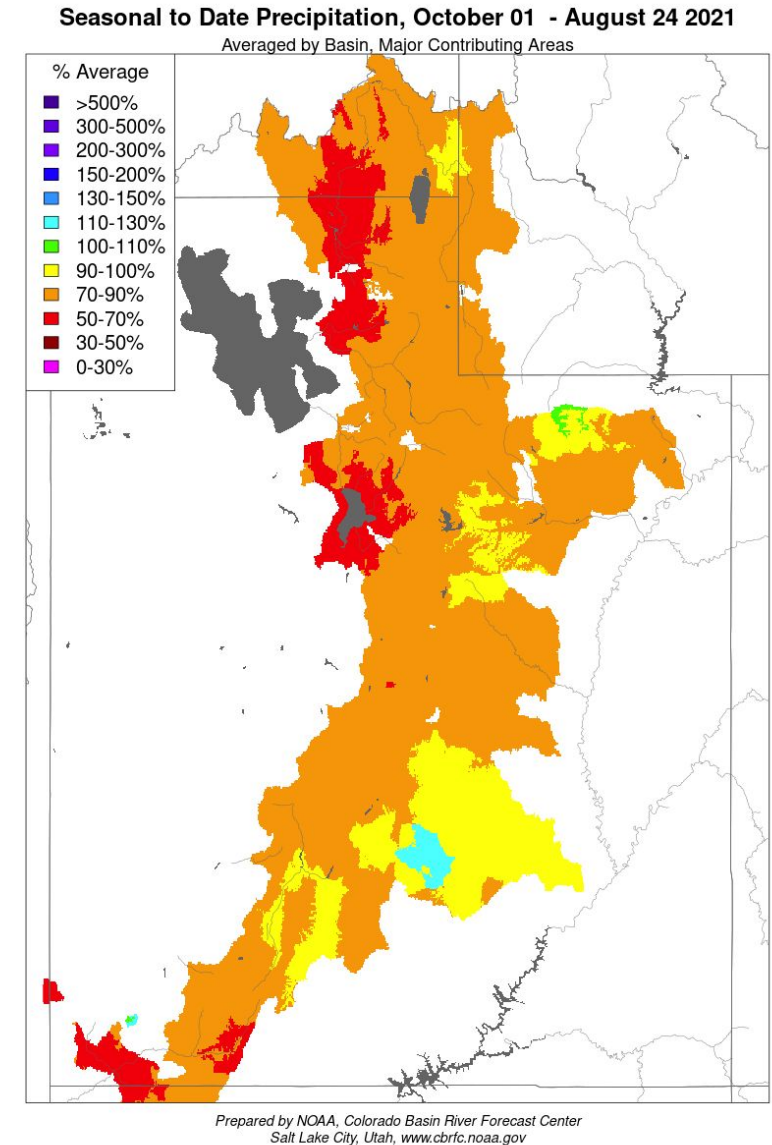 Seasonal to Date Precipitation, October 01 - August 24 2021
Averaged by Basin, Major Contributing Areas
% Average
>500%
300-500%
200-300%
150-200%
130-150%
110-130%
100-110%
90-100%
70-90%
50-70%
30-50%
0-30%
Prepared by NOAA, Colorado Basin River Forecast Center
Salt Lake City, Utah, www.cbrfc.noaa.gov